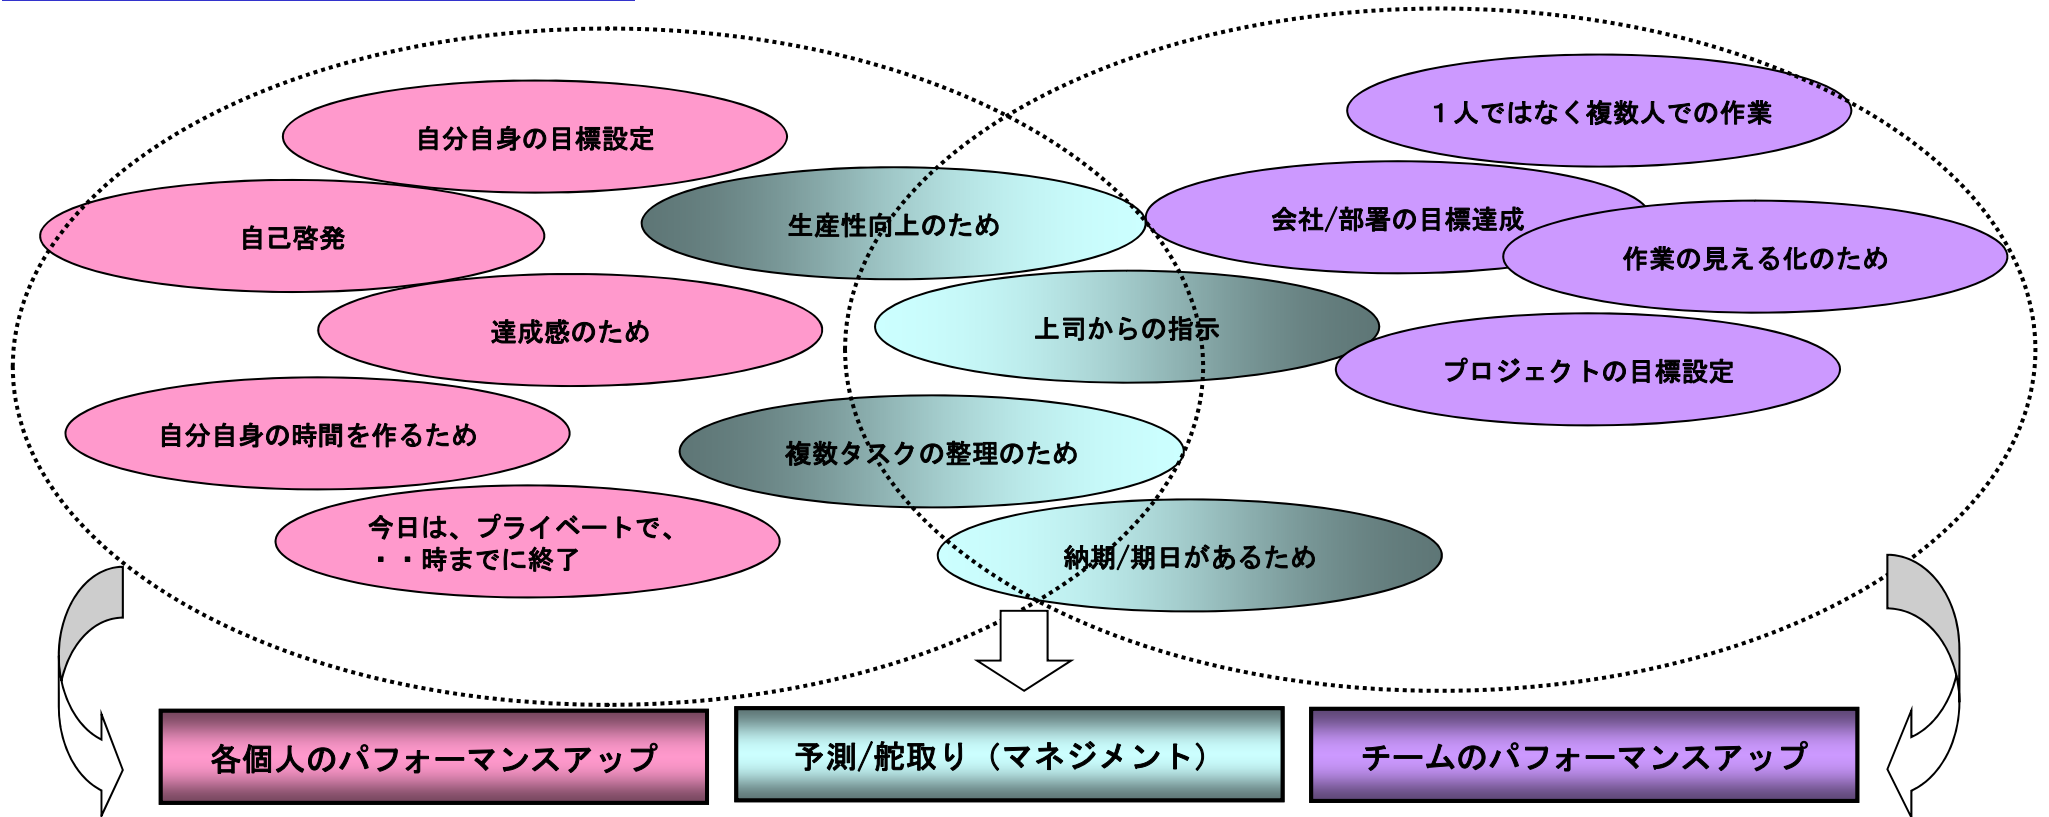 １人ではなく複数人での作業
自分自身の目標設定
会社/部署の目標達成
生産性向上のため
自己啓発
作業の見える化のため
上司からの指示
達成感のため
プロジェクトの目標設定
自分自身の時間を作るため
複数タスクの整理のため
今日は、プライベートで、
・・時までに終了
納期/期日があるため
各個人のパフォーマンスアップ
予測/舵取り（マネジメント）
チームのパフォーマンスアップ